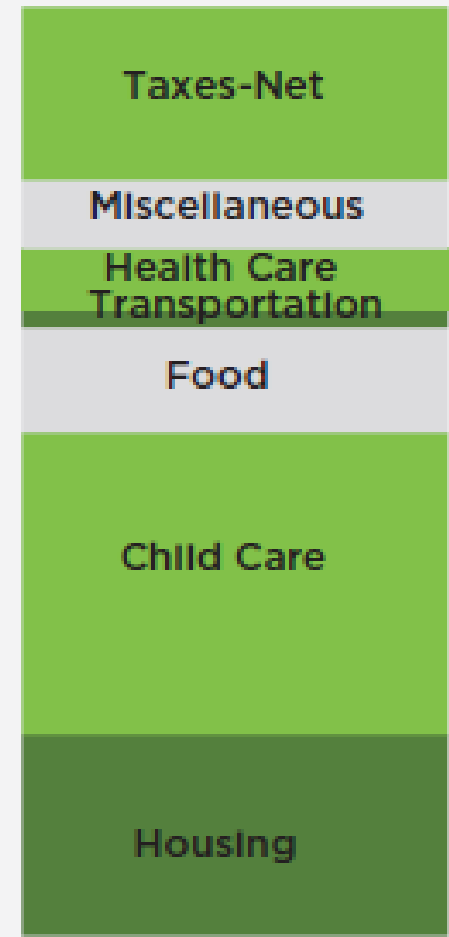 Taxes-Net
Miscellaneous
Health Care
Transportation
Food
Child Care
Housing